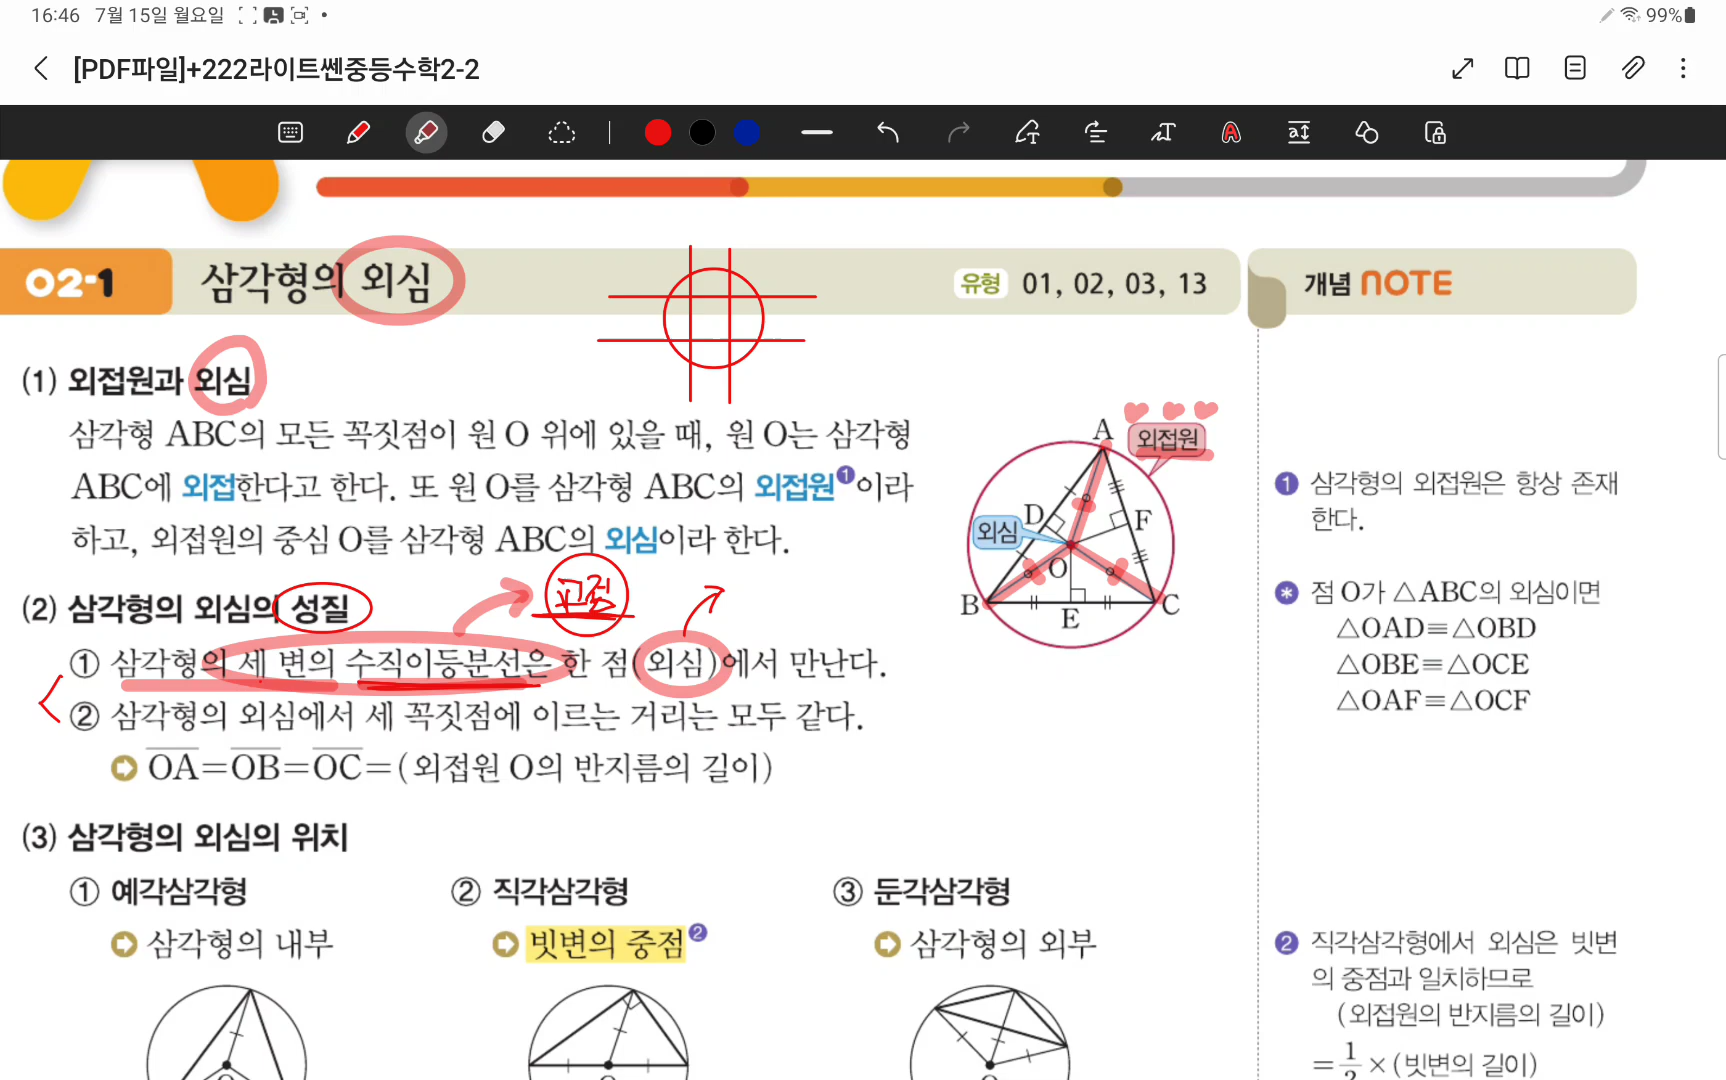 16:46 7월 15일 월요일
99%
[PDF파일]+222라이트쎈중등수학2-2
02-1 삼각형의 외심
유형 01, 02, 03, 13
개념 NOTE
(1) 외접원과 외심
삼각형 ABC의 모든 꼭짓점이 원 O 위에 있을 때, 원 O는 삼각형
ABC에 외접한다고 한다. 또 원 O를 삼각형 ABC의 외접원❶이라
하고, 외접원의 중심 O를 삼각형 ABC의 외심이라 한다.
A
외접원
D
F
외심
O
B
E
C
(2) 삼각형의 외심의 성질
① 삼각형의 세 변의 수직이등분선은 한 점(외심)에서 만난다.
② 삼각형의 외심에서 세 꼭짓점에 이르는 거리는 모두 같다.
OA=OB=OC=(외접원 O의 반지름의 길이)
(3) 삼각형의 외심의 위치
① 예각삼각형
삼각형의 내부
② 직각삼각형
빗변의 중점❷
③ 둔각삼각형
삼각형의 외부
❶ 삼각형의 외접원은 항상 존재
한다.
* 점 O가 △ABC의 외심이면
△OAD≡△OBD
△OBE≡△OCE
△OAF≡△OCF
❷ 직각삼각형에서 외심은 빗변
의 중점과 일치하므로
(외접원의 반지름의 길이)
=1/2×(빗변의 길이)